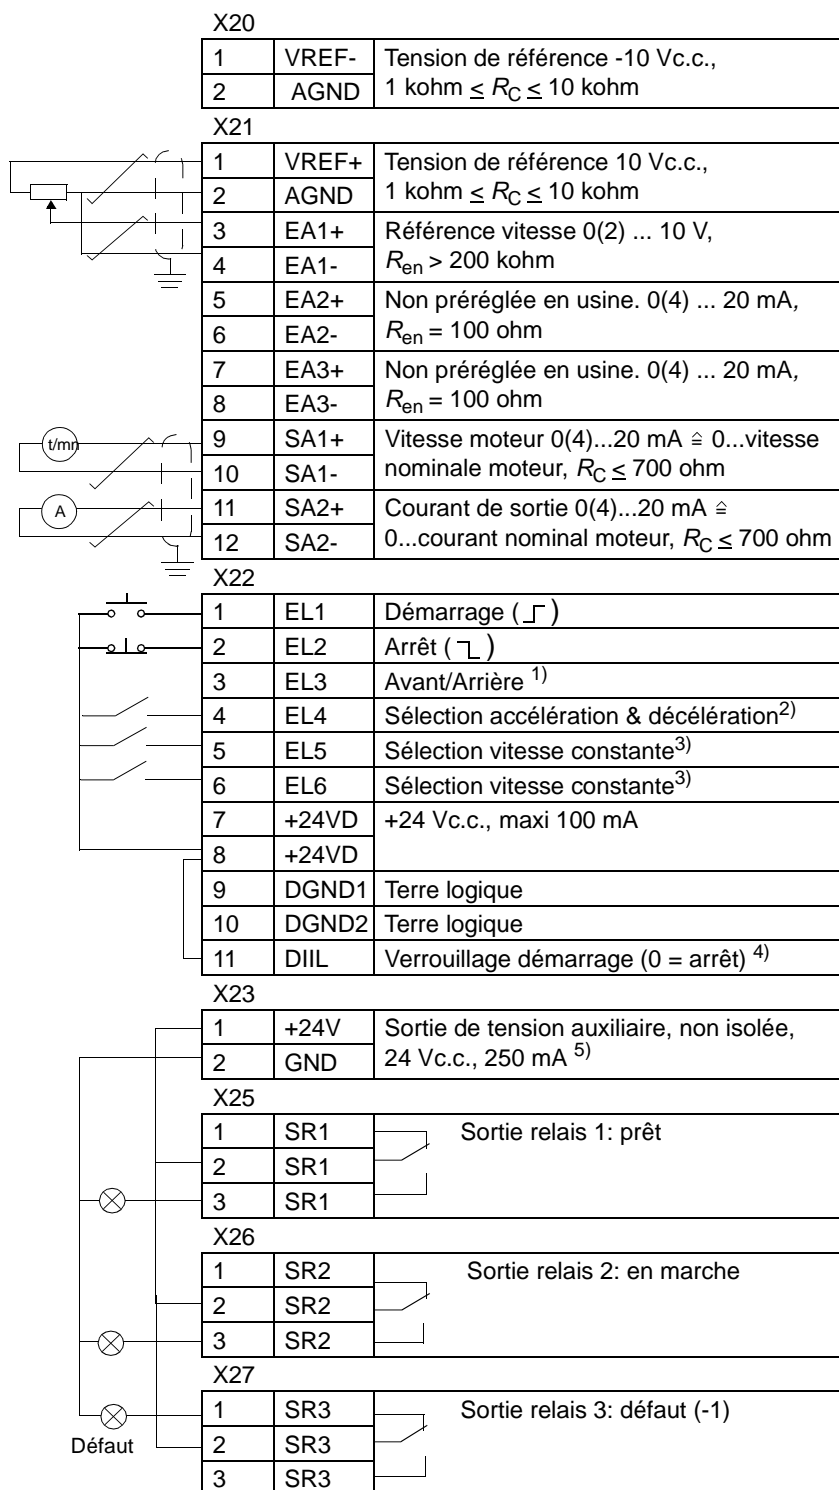 X20
1 VREF- Tension de référence -10 Vc.c.,
2 AGND 1 kohm ≤ RC ≤ 10 kohm
X21
1 VREF+ Tension de référence 10 Vc.c.,
2 AGND 1 kohm ≤ RC ≤ 10 kohm
3 EA1+ Référence vitesse 0(2) ... 10 V,
4 EA1- Ren > 200 kohm
5 EA2+ Non préréglée en usine. 0(4) ... 20 mA,
6 EA2- Ren = 100 ohm
7 EA3+ Non préréglée en usine. 0(4) ... 20 mA,
8 EA3- Ren = 100 ohm
t/mn 9 SA1+ Vitesse moteur 0(4)...20 mA ≙ 0...vitesse
10 SA1- nominale moteur, RC ≤ 700 ohm
A 11 SA2+ Courant de sortie 0(4)...20 mA ≙
12 SA2- 0...courant nominal moteur, RC ≤ 700 ohm
X22
1 EL1 Démarrage ( )
2 EL2 Arrêt ( )
3 EL3 Avant/Arrière 1)
4 EL4 Sélection accélération & décélération2)
5 EL5 Sélection vitesse constante3)
6 EL6 Sélection vitesse constante3)
7 +24VD +24 Vc.c., maxi 100 mA
8 +24VD
9 DGND1 Terre logique
10 DGND2 Terre logique
11 DIIL Verrouillage démarrage (0 = arrêt) 4)
X23
1 +24V Sortie de tension auxiliaire, non isolée,
2 GND 24 Vc.c., 250 mA 5)
X25
1 SR1 Sortie relais 1: prêt
2 SR1
3 SR1
X26
1 SR2 Sortie relais 2: en marche
2 SR2
3 SR2
X27
1 SR3 Sortie relais 3: défaut (-1)
Défaut 2 SR3
3 SR3